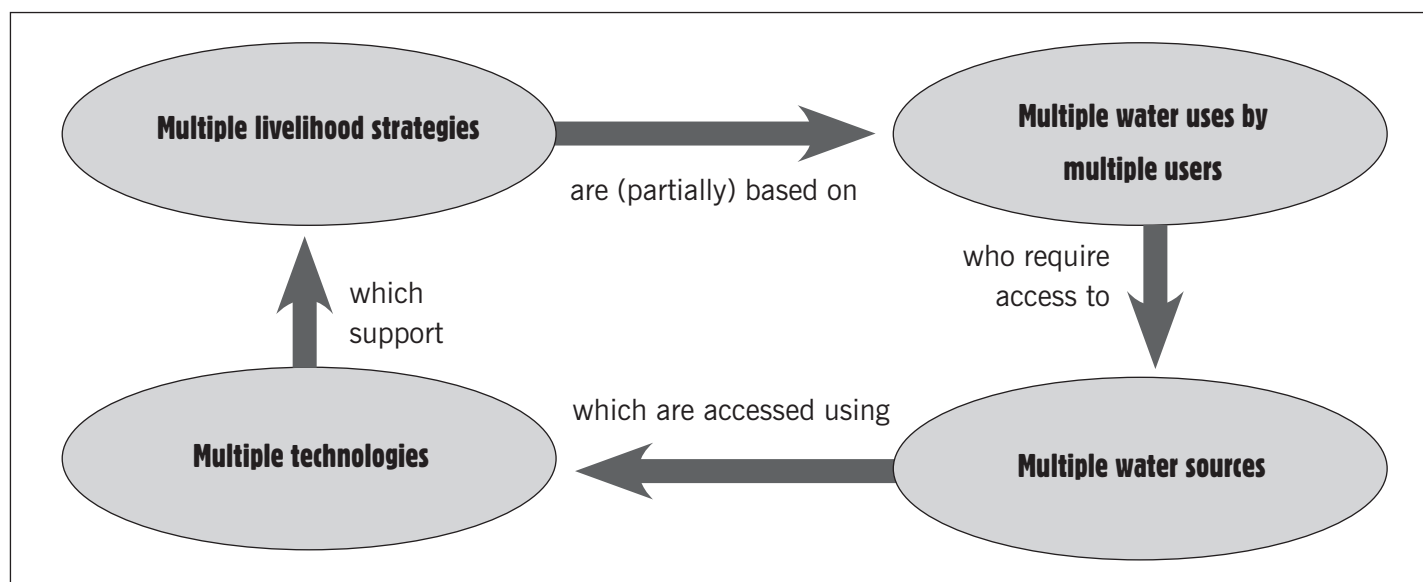 Multiple livelihood strategies
are (partially) based on
Multiple water uses by
multiple users
who require
access to
Multiple water sources
which are accessed using
Multiple technologies
which
support